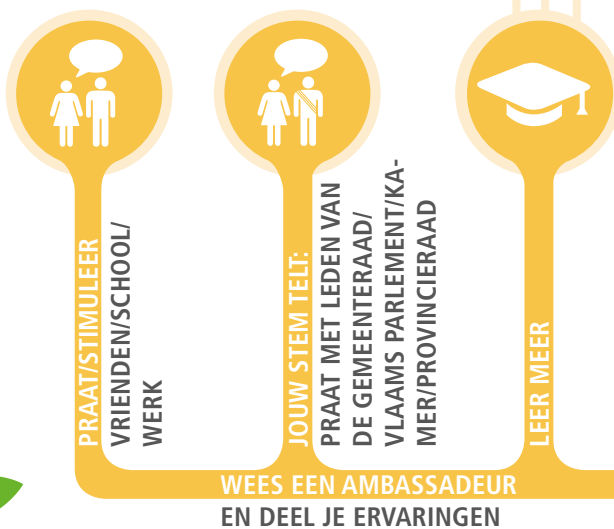 PRAAT/STIMULEER
VRIENDEN/SCHOOL/
WERK
JOUW STEM TELT:
PRAAT MET LEDEN VAN
DE GEMEENTERAAD/
VLAAMS PARLEMENT/KA-
MER/PROVINCIERAAD
LEER MEER
WEES EEN AMBASSADEUR
EN DEEL JE ERVARINGEN